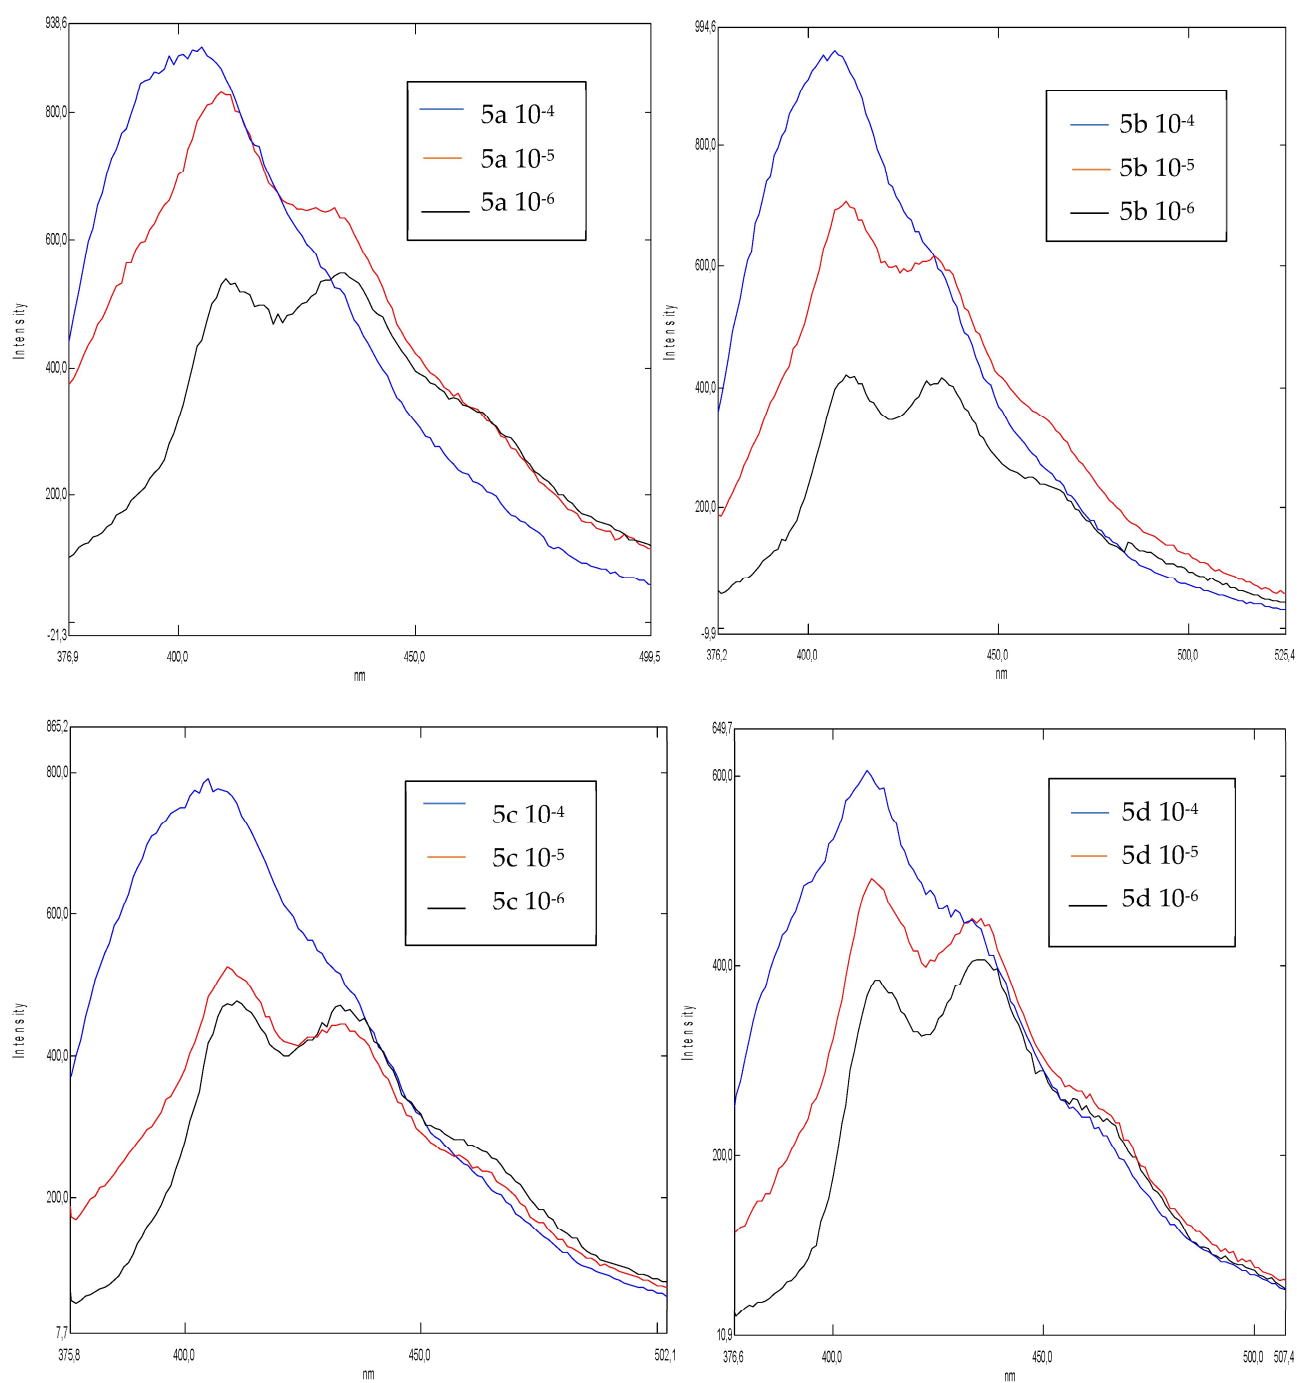 938,6
800,0
600,0
400,0
200,0
-21,3
376,9
400,0
450,0
499,5
nm
Intensity
5a 10-4
5a 10-5
5a 10-6
994,6
800,0
600,0
400,0
200,0
-9,9
376,2
400,0
450,0
500,0
525,4
nm
Intensity
5b 10-4
5b 10-5
5b 10-6
865,2
800,0
600,0
400,0
200,0
7,7
375,8
400,0
450,0
502,1
nm
Intensity
5c 10-4
5c 10-5
5c 10-6
649,7
600,0
400,0
200,0
10,9
376,6
400,0
450,0
500,0
507,4
nm
Intensity
5d 10-4
5d 10-5
5d 10-6